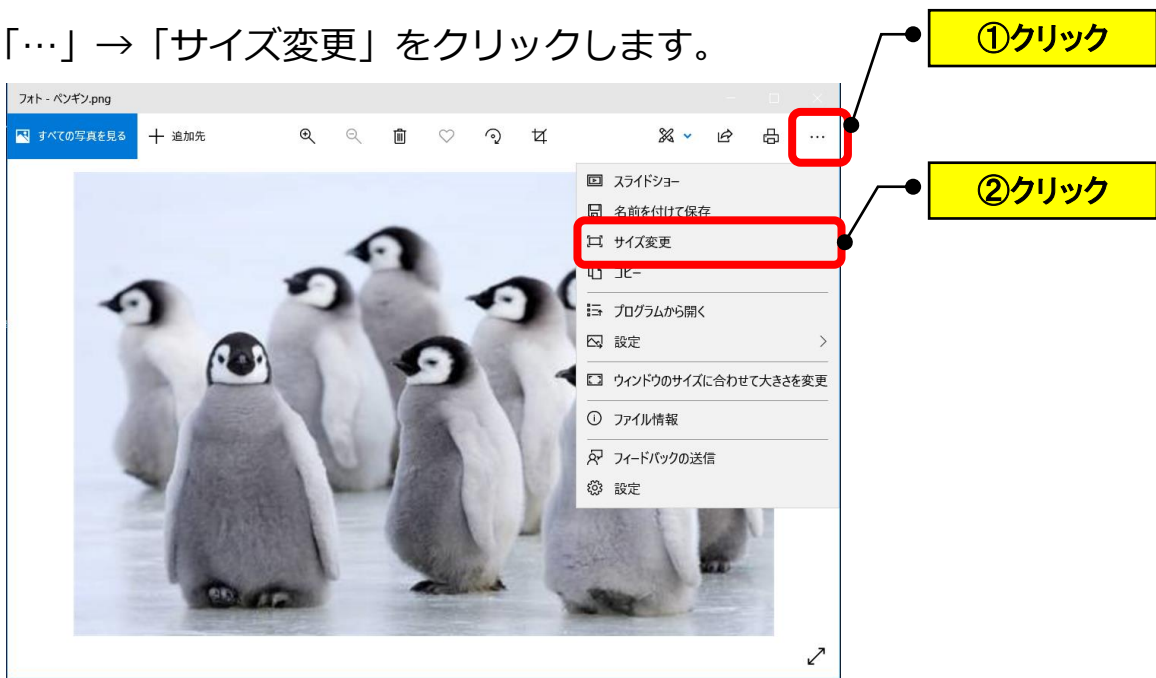 「…」→「サイズ変更」をクリックします。
①クリック
フォト - ペンギン.png
すべての写真を見る
追加先
…
②クリック
スライドショー
名前を付けて保存
サイズ変更
コピー
プログラムから開く
設定
ウィンドウのサイズに合わせて大きさを変更
ファイル情報
フィードバックの送信
設定